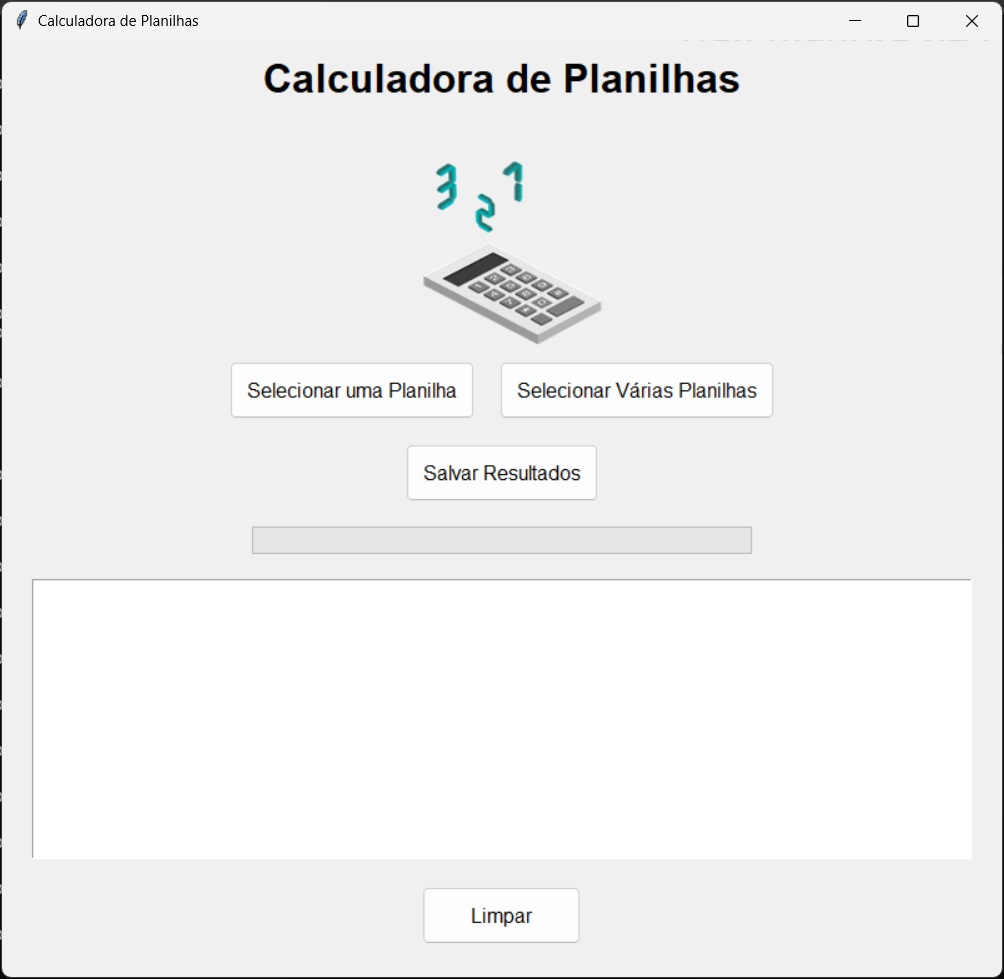 Calculadora de Planilhas
Calculadora de Planilhas
3 2 1
Selecionar uma Planilha Selecionar Várias Planilhas
Salvar Resultados
Limpar